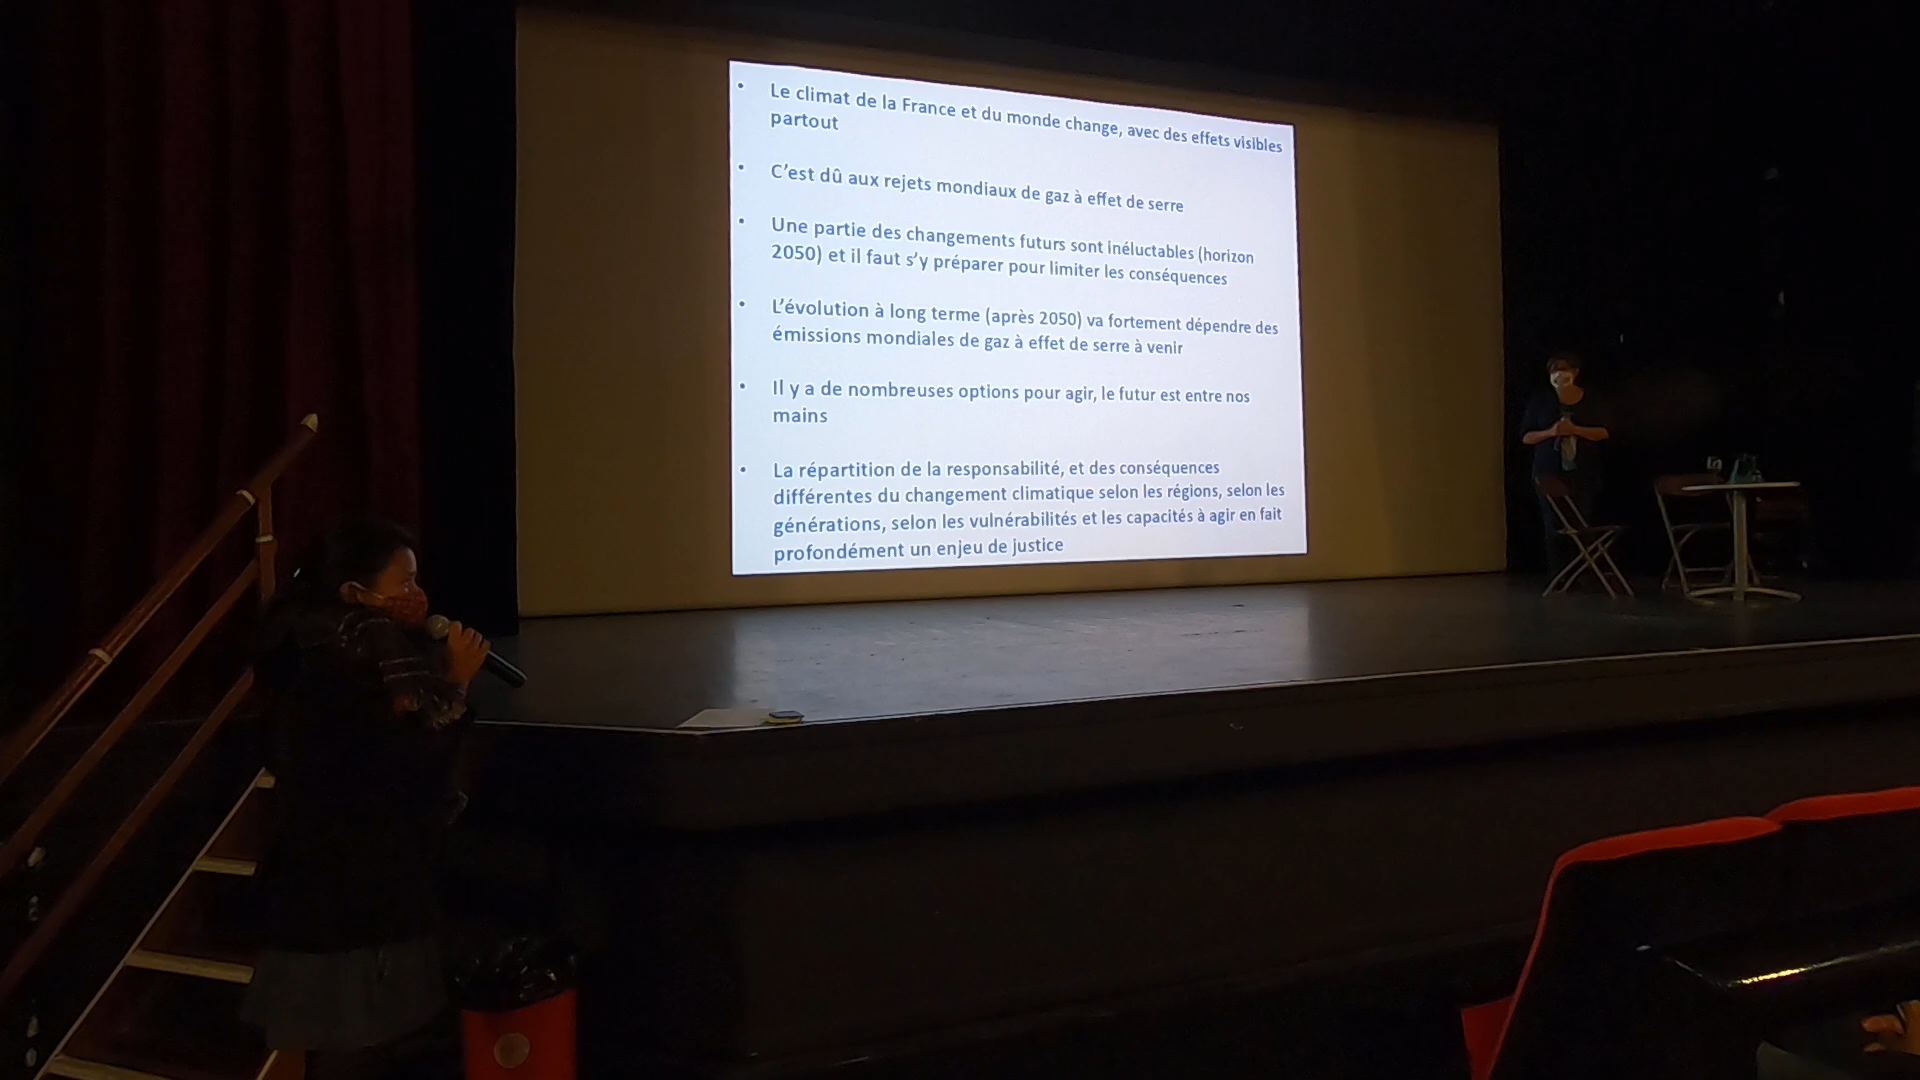 • Le climat de la France et du monde change, avec des effets visibles
partout
• C'est dû aux rejets mondiaux de gaz à effet de serre
• Une partie des changements futurs sont inéluctables (horizon
2050) et il faut s'y préparer pour limiter les conséquences
• L'évolution à long terme (après 2050) va fortement dépendre des
émissions mondiales de gaz à effet de serre à venir
• Il y a de nombreuses options pour agir, le futur est entre nos
mains
• La répartition de la responsabilité, et des conséquences
différentes du changement climatique selon les régions, selon les
générations, selon les vulnérabilités et les capacités à agir en fait
profondément un enjeu de justice